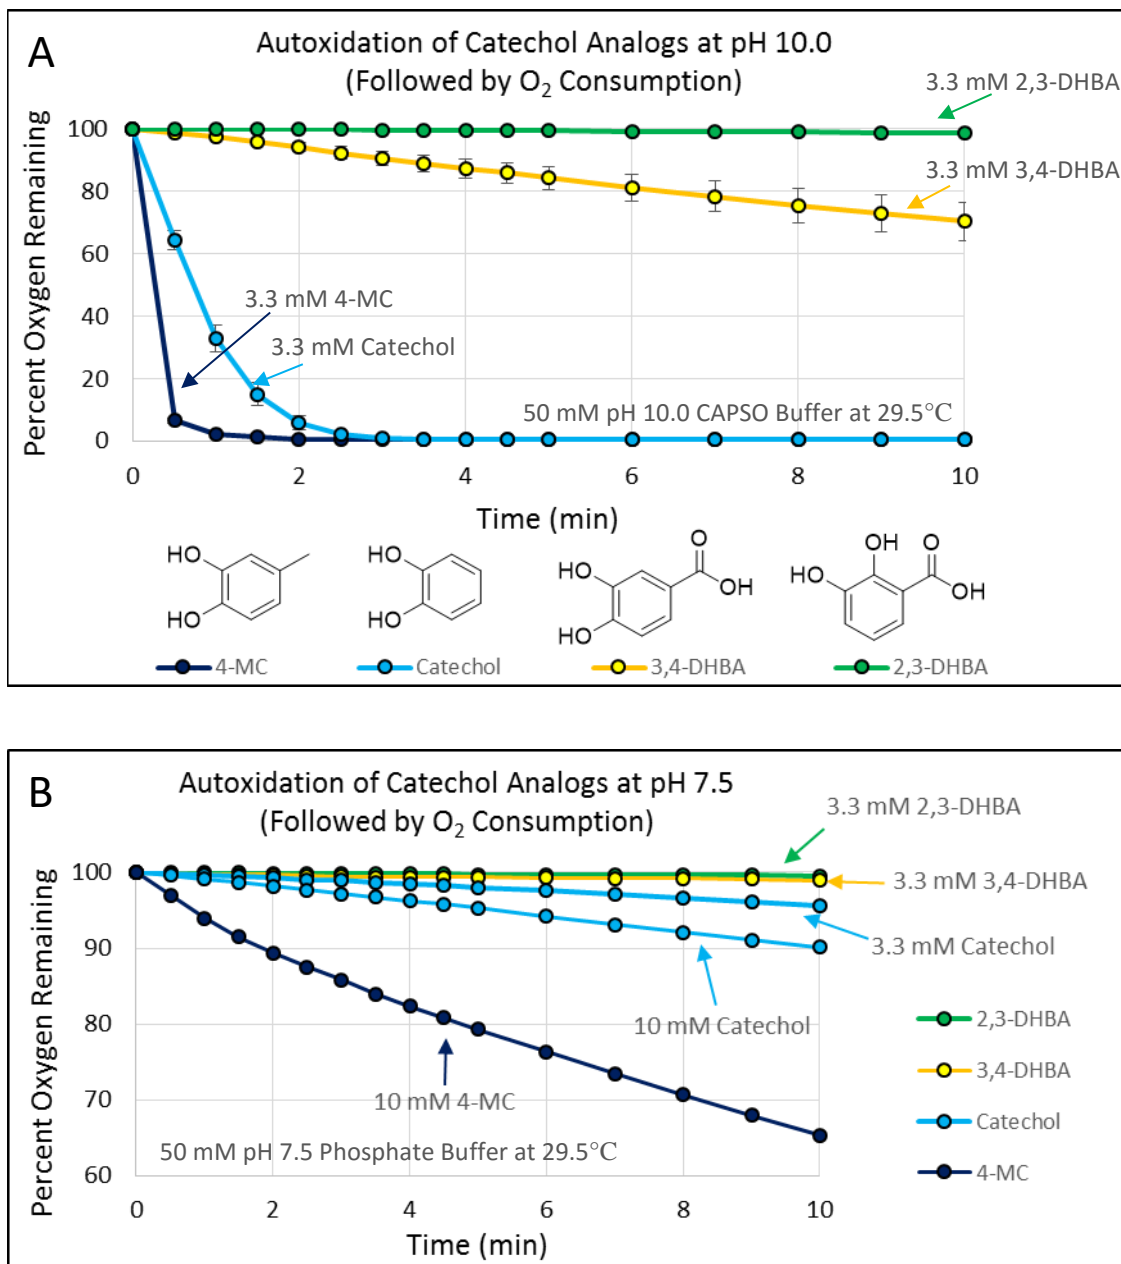 A
Autoxidation of Catechol Analogs at pH 10.0
(Followed by O₂ Consumption)
3.3 mM 2,3-DHBA
3.3 mM 3,4-DHBA
3.3 mM 4-MC
3.3 mM Catechol
50 mM pH 10.0 CAPSO Buffer at 29.5°C
Percent Oxygen Remaining
100
80
60
40
20
0
0 2 4 6 8 10
Time (min)
HO
HO
HO
HO
HO
HO
O
OH
HO
OH
O
OH
4-MC Catechol 3,4-DHBA 2,3-DHBA
B
Autoxidation of Catechol Analogs at pH 7.5
(Followed by O₂ Consumption)
3.3 mM 2,3-DHBA
3.3 mM 3,4-DHBA
3.3 mM Catechol
10 mM Catechol
10 mM 4-MC
50 mM pH 7.5 Phosphate Buffer at 29.5°C
Percent Oxygen Remaining
100
90
80
70
60
0 2 4 6 8 10
Time (min)
2,3-DHBA
3,4-DHBA
Catechol
4-MC